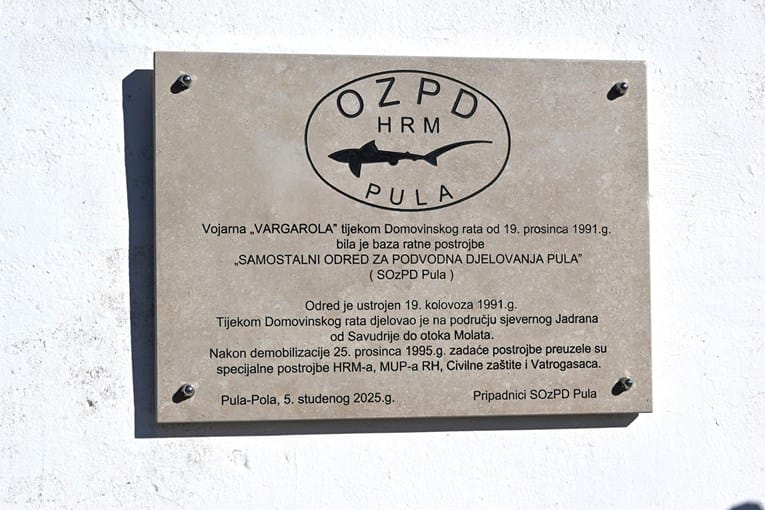 OZPD
HRM
PULA
Vojarna „VARGAROLA” tijekom Domovinskog rata od 19. prosinca 1991.g.
bila je baza ratne postrojbe
„SAMOSTALNI ODRED ZA PODVODNA DJELOVANJA PULA”
( SOzPD Pula )
Odred je ustrojen 19. kolovoza 1991.g.
Tijekom Domovinskog rata djelovao je na području sjevernog Jadrana
od Savudrije do otoka Molata.
Nakon demobilizacije 25. prosinca 1995.g. zadaće postrojbe preuzele su
specijalne postrojbe HRM-a, MUP-a RH, Civilne zaštite i Vatrogasaca.
Pula-Pola, 5. studenog 2025.g. Pripadnici SOzPD Pula